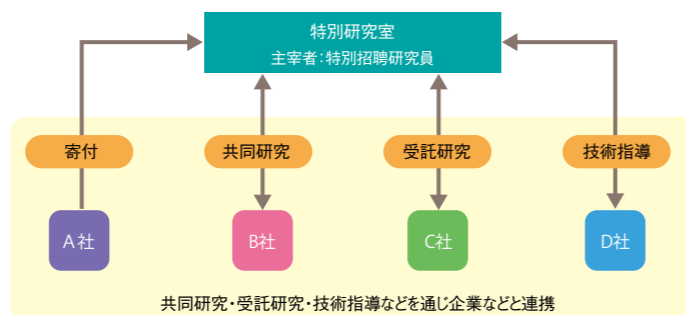 特別研究室
主宰者：特別招聘研究員
寄付
共同研究
受託研究
技術指導
A社
B社
C社
D社
共同研究・受託研究・技術指導などを通じ企業などと連携